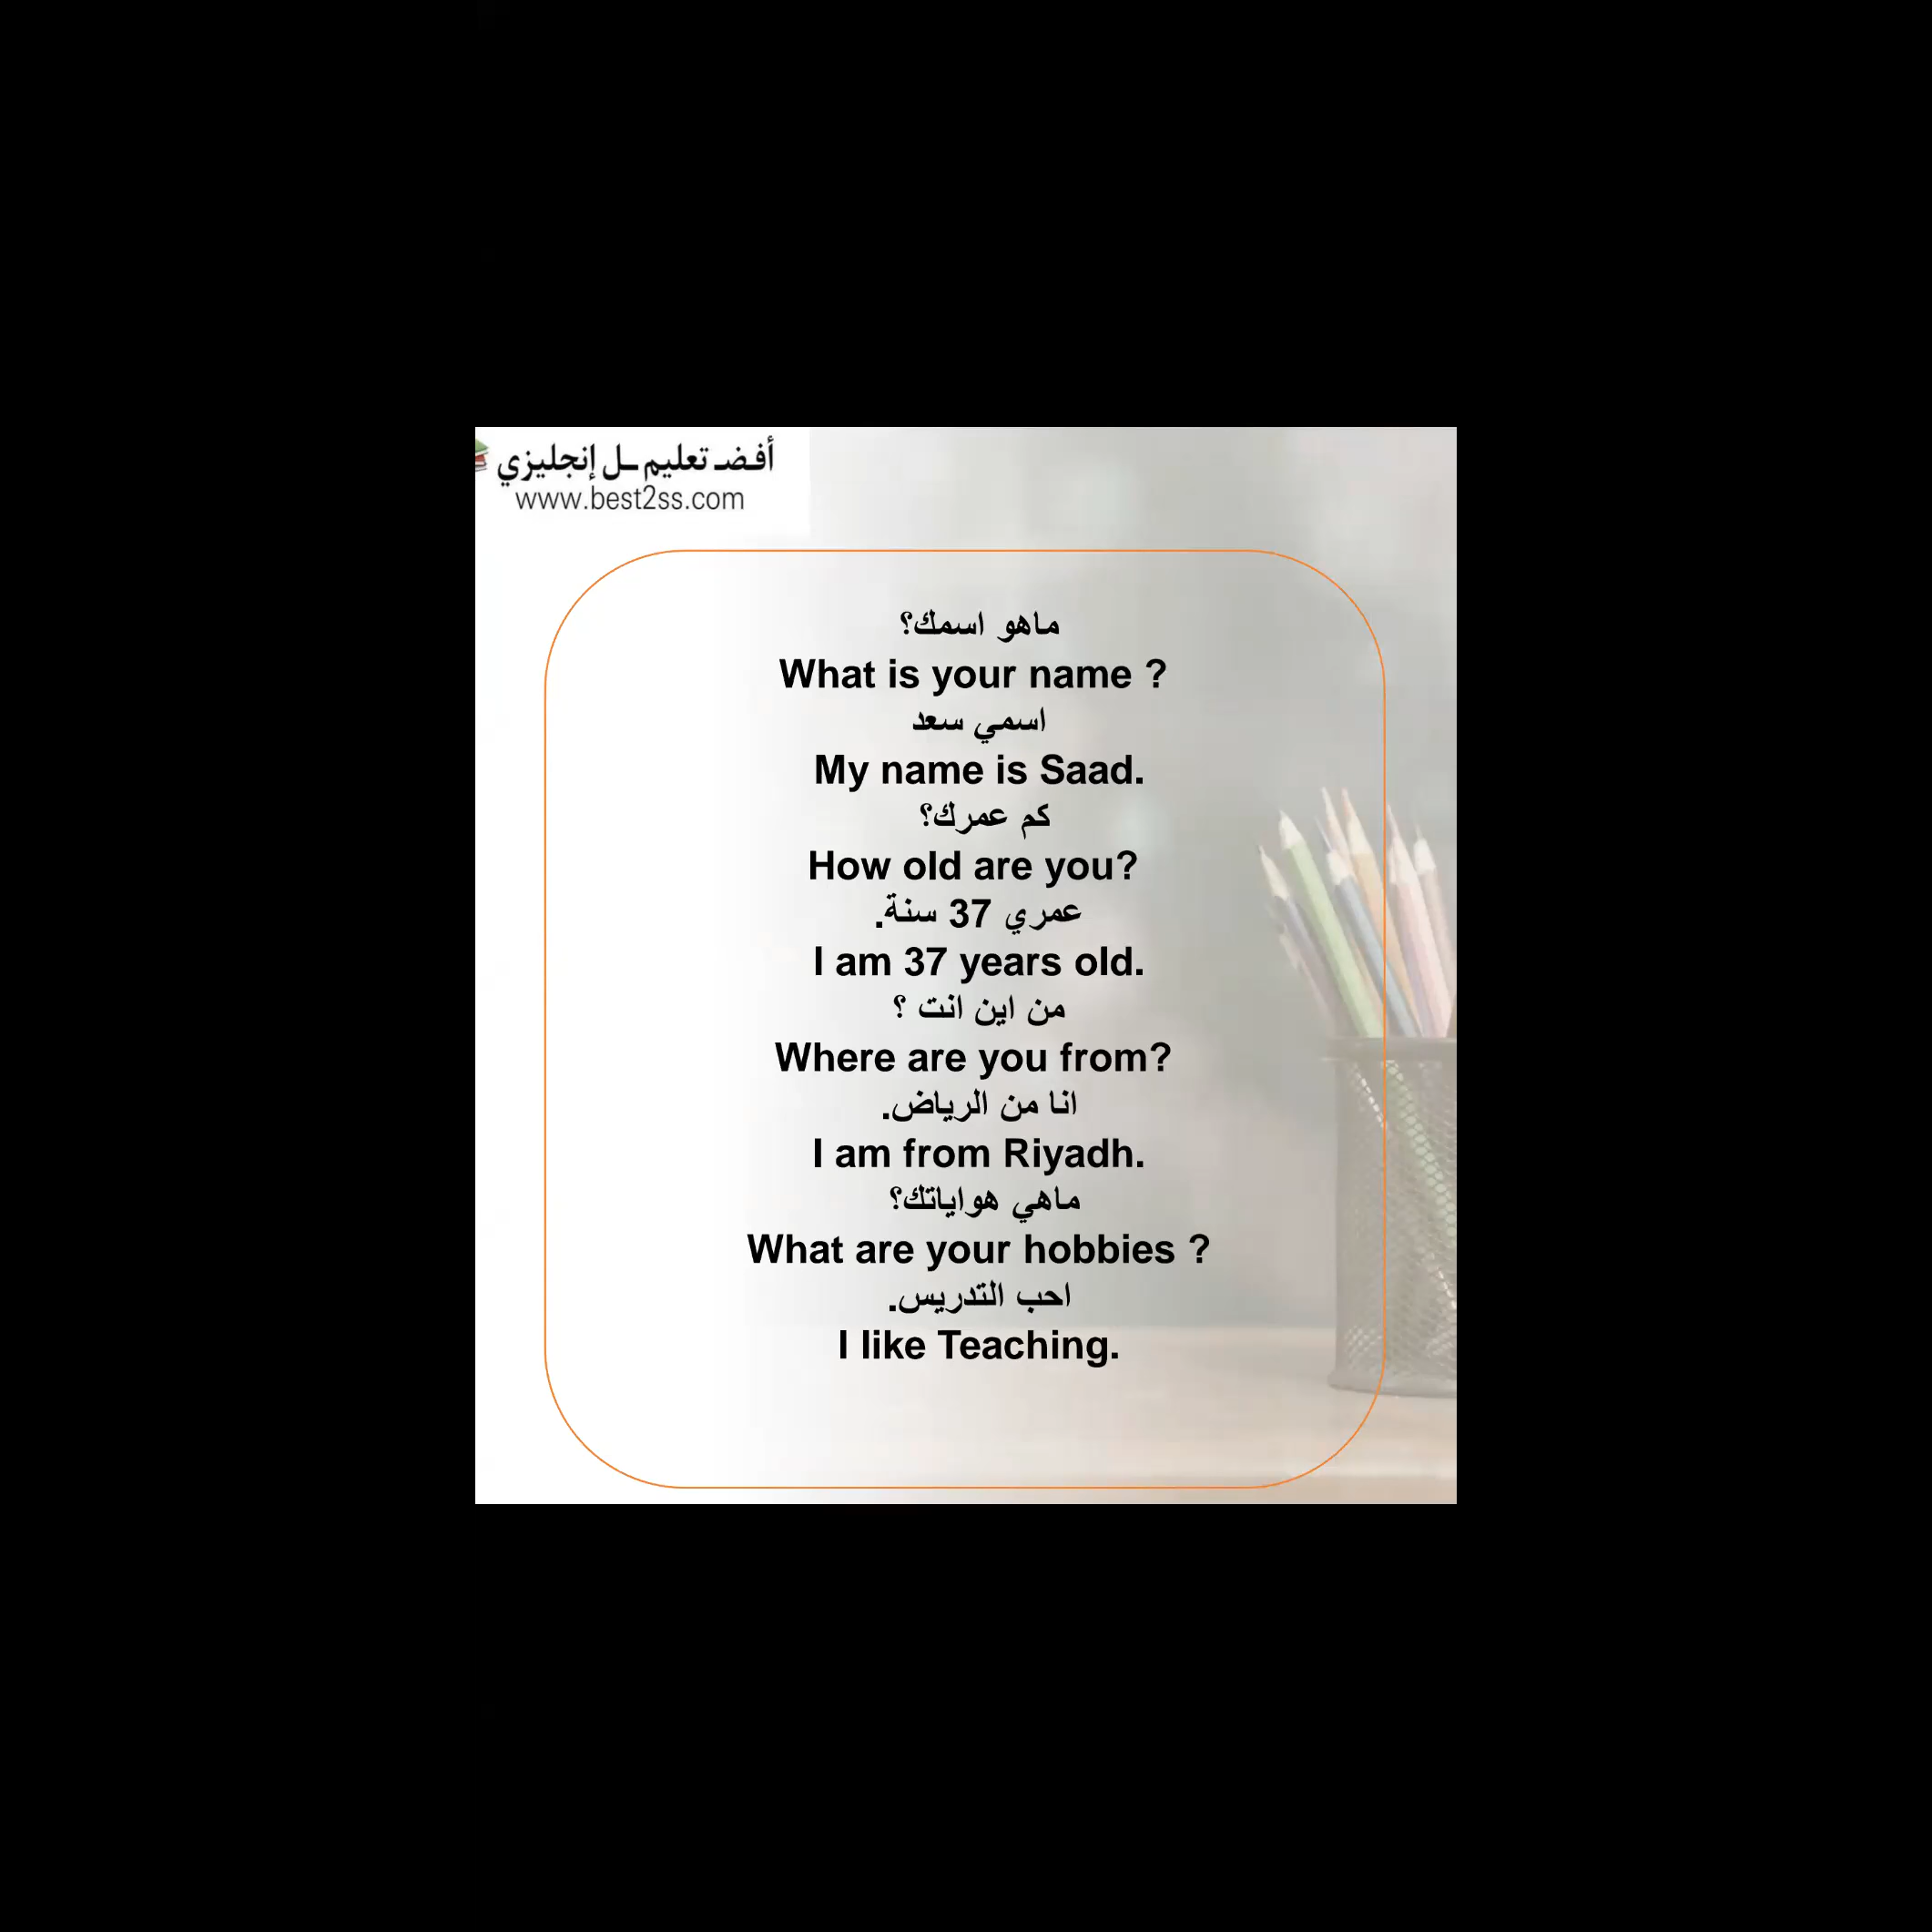 أفضـ تعليم ـل إنجليزي
www.best2ss.com
ماهو اسمك؟
What is your name ?
اسمي سعد
My name is Saad.
كم عمرك؟
How old are you?
عمري 37 سنة.
I am 37 years old.
من اين انت ؟
Where are you from?
انا من الرياض.
I am from Riyadh.
ماهي هواياتك؟
What are your hobbies ?
احب التدريس.
I like Teaching.